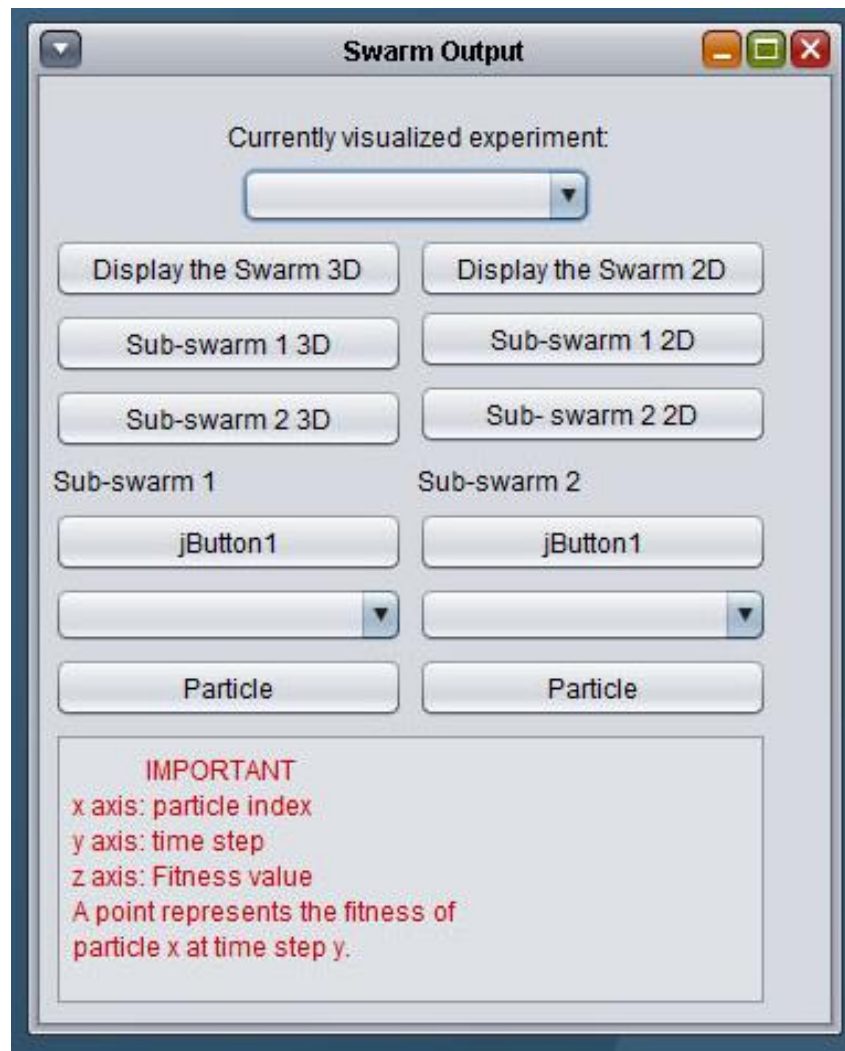 Swarm Output
Currently visualized experiment:
Display the Swarm 3D
Display the Swarm 2D
Sub-swarm 1 3D
Sub-swarm 1 2D
Sub-swarm 2 3D
Sub- swarm 2 2D
Sub-swarm 1
Sub-swarm 2
jButton1
jButton1
Particle
Particle
IMPORTANT
x axis: particle index
y axis: time step
z axis: Fitness value
A point represents the fitness of
particle x at time step y.